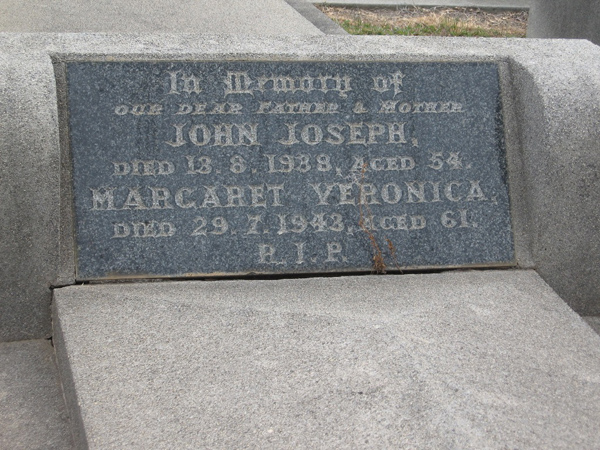 In Memory of
OUR DEAR FATHER & MOTHER
JOHN JOSEPH,
DIED 13.8.1938, AGED 54.
MARGARET VERONICA,
DIED 29.7.1943, AGED 61.
R.I.P.